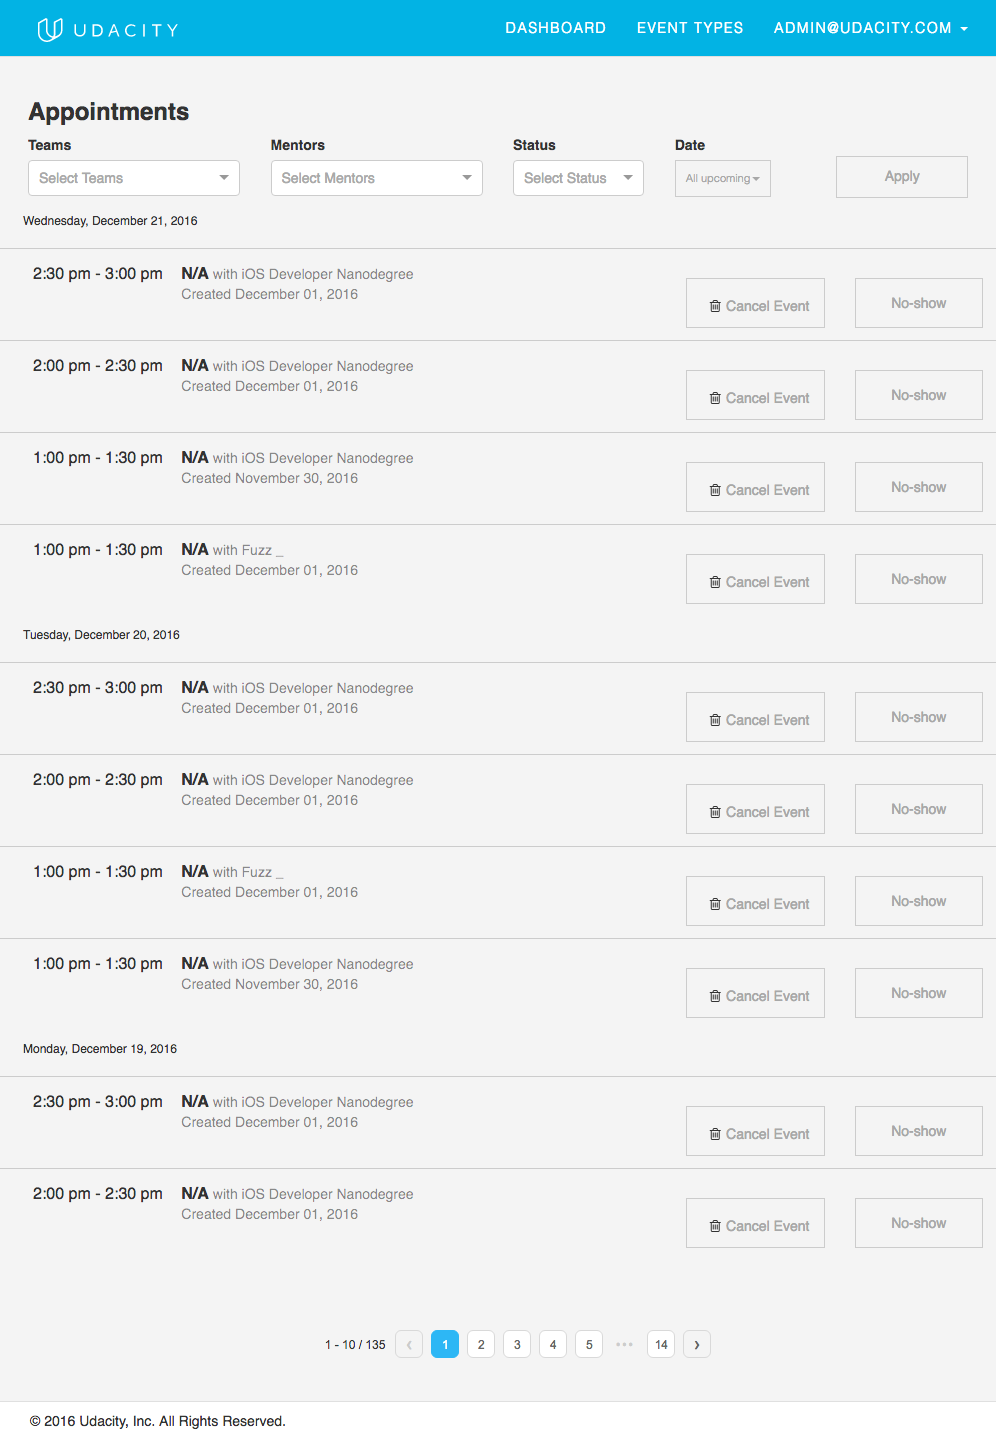 UDACITY DASHBOARD EVENT TYPES ADMIN@UDACITY.COM
Appointments
Teams Mentors Status Date
Select Teams Select Mentors Select Status All upcoming Apply
Wednesday, December 21, 2016
2:30 pm - 3:00 pm N/A with iOS Developer Nanodegree
Created December 01, 2016
Cancel Event No-show
2:00 pm - 2:30 pm N/A with iOS Developer Nanodegree
Created December 01, 2016
Cancel Event No-show
1:00 pm - 1:30 pm N/A with iOS Developer Nanodegree
Created November 30, 2016
Cancel Event No-show
1:00 pm - 1:30 pm N/A with Fuzz _
Created December 01, 2016
Cancel Event No-show
Tuesday, December 20, 2016
2:30 pm - 3:00 pm N/A with iOS Developer Nanodegree
Created December 01, 2016
Cancel Event No-show
2:00 pm - 2:30 pm N/A with iOS Developer Nanodegree
Created December 01, 2016
Cancel Event No-show
1:00 pm - 1:30 pm N/A with Fuzz _
Created December 01, 2016
Cancel Event No-show
1:00 pm - 1:30 pm N/A with iOS Developer Nanodegree
Created November 30, 2016
Cancel Event No-show
Monday, December 19, 2016
2:30 pm - 3:00 pm N/A with iOS Developer Nanodegree
Created December 01, 2016
Cancel Event No-show
2:00 pm - 2:30 pm N/A with iOS Developer Nanodegree
Created December 01, 2016
Cancel Event No-show
1 - 10 / 135 ‹ 1 2 3 4 5 ••• 14 ›
© 2016 Udacity, Inc. All Rights Reserved.